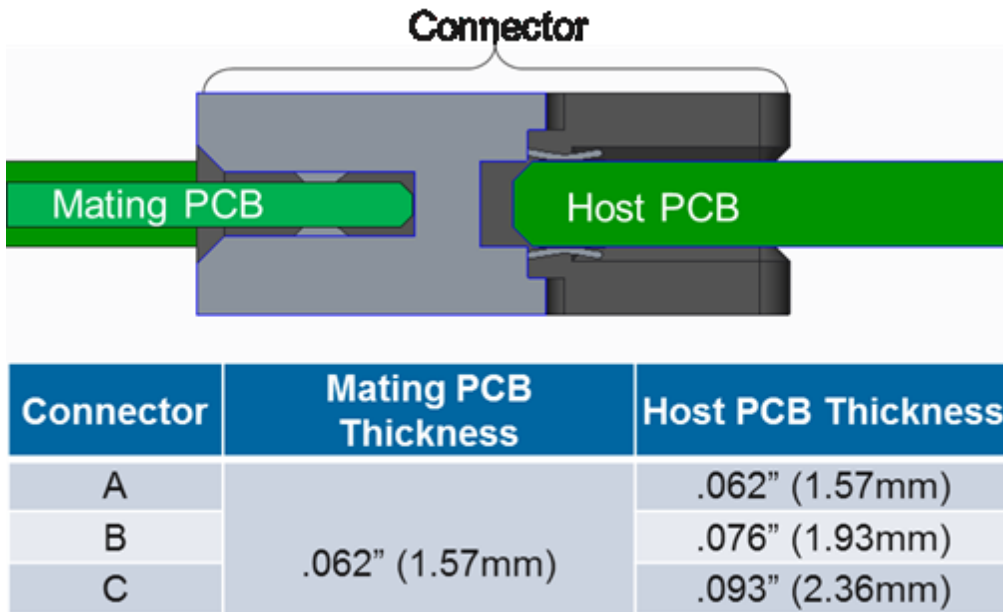 Connector
Mating PCB
Host PCB
Connector
Mating PCB
Thickness
Host PCB Thickness
A
.062” (1.57mm)
.062” (1.57mm)
B
.076” (1.93mm)
C
.093” (2.36mm)